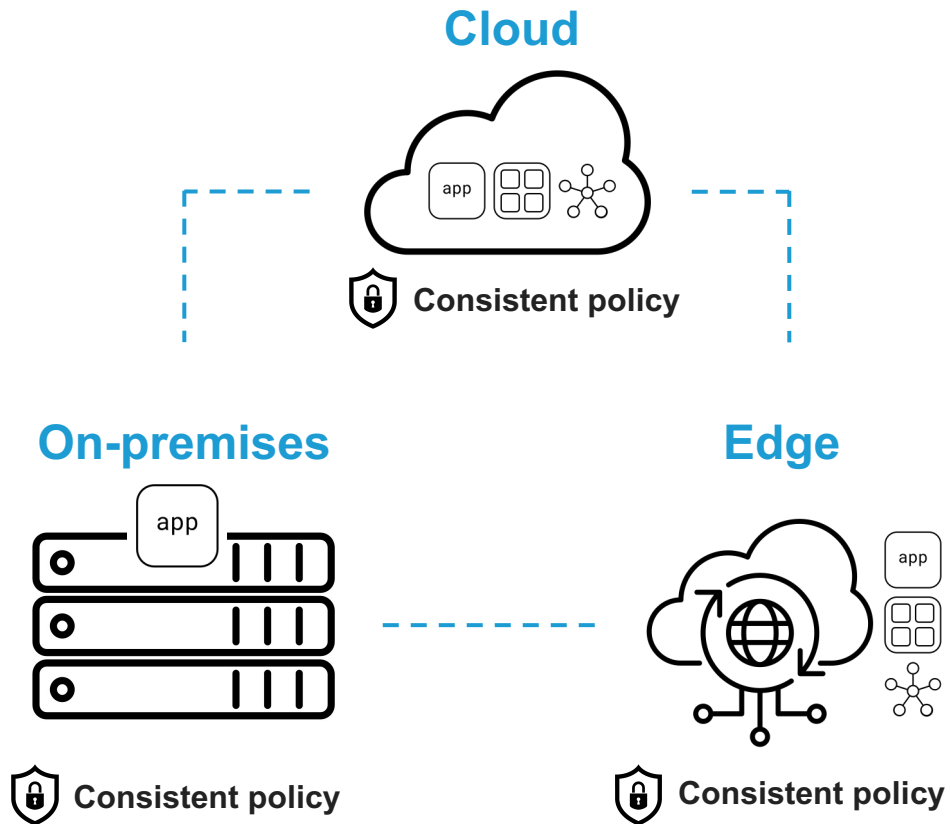 Cloud
app
Consistent policy
On-premises
Edge
app
app
Consistent policy
Consistent policy